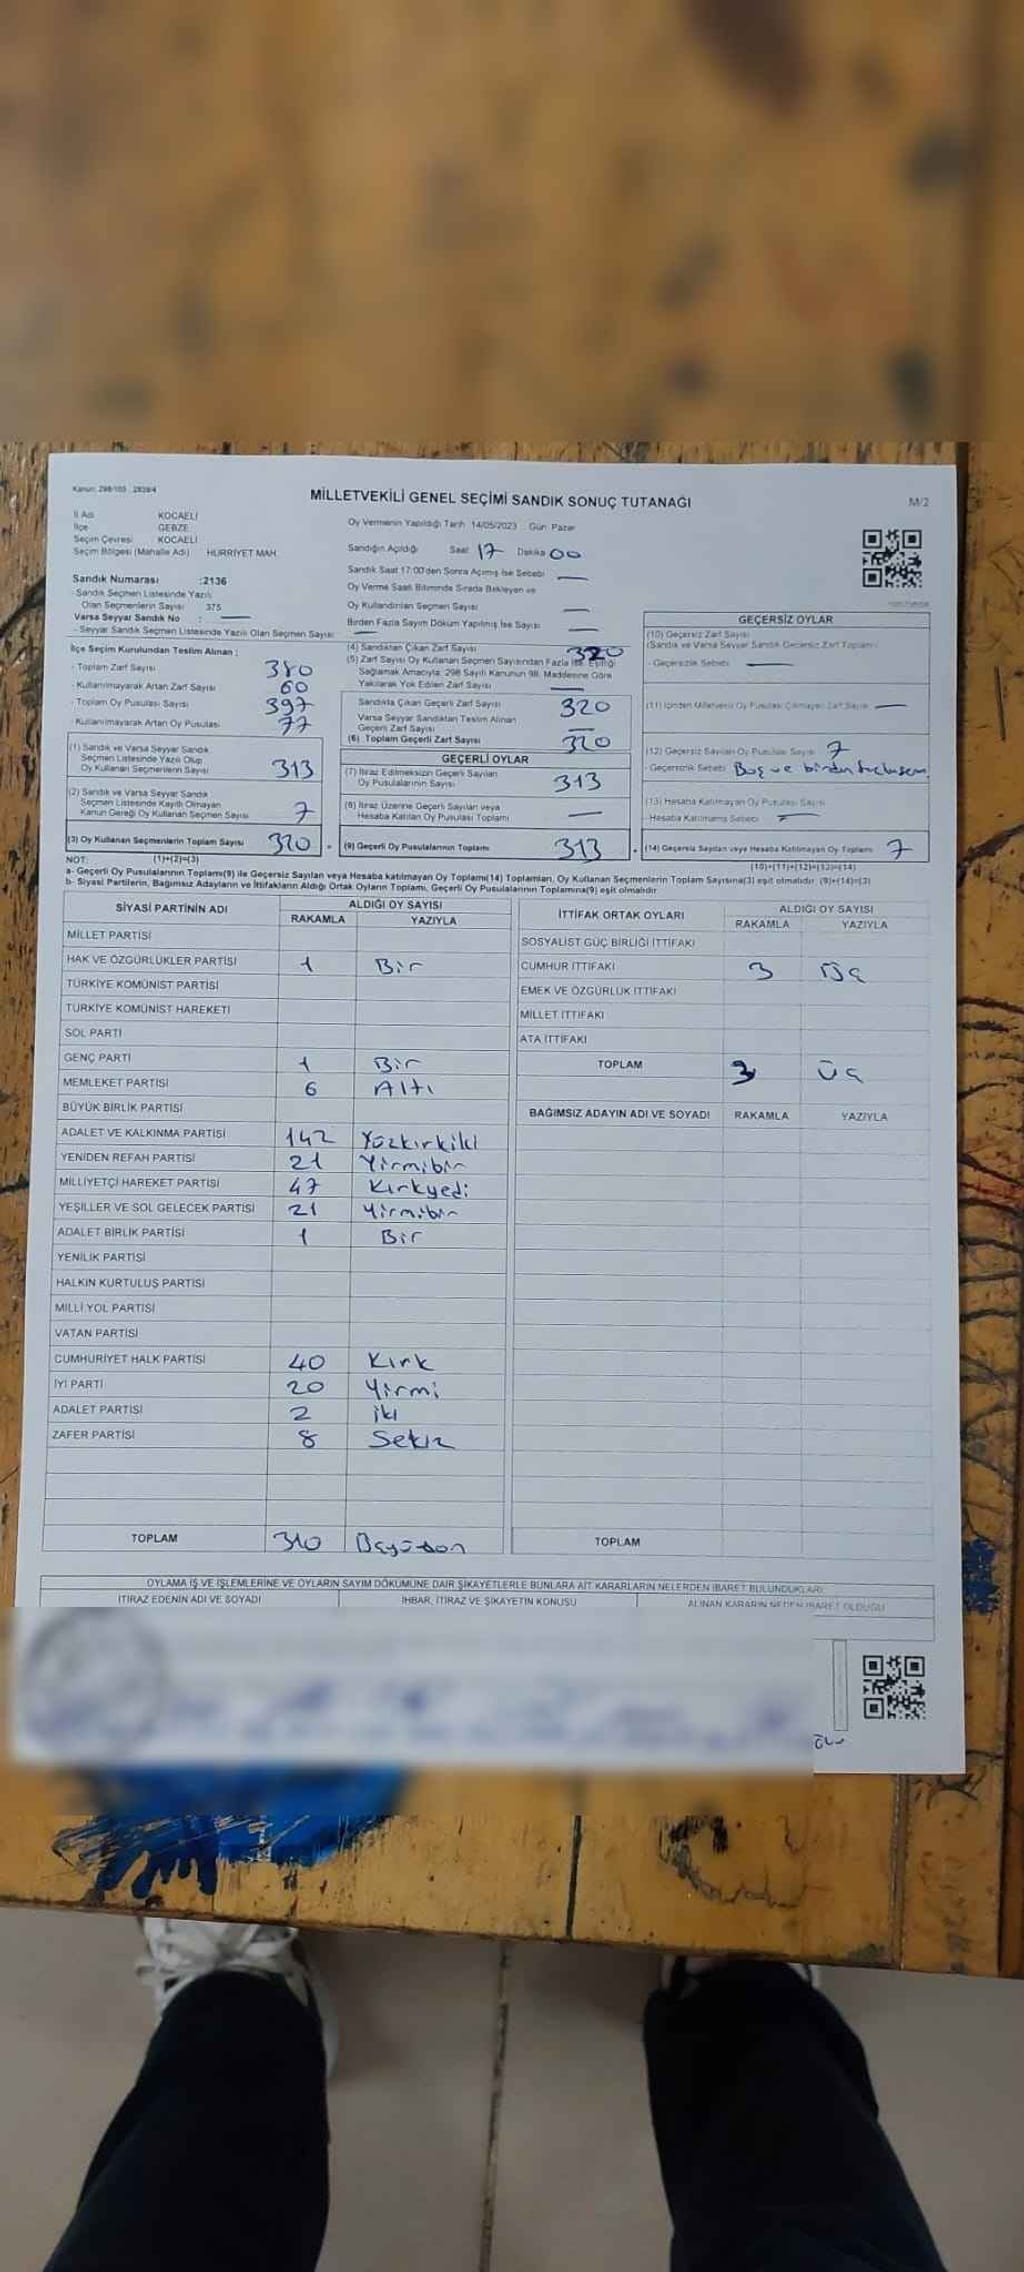 Kanun: 298/103 2839/4
MİLLETVEKİLİ GENEL SEÇİMİ SANDIK SONUÇ TUTANAĞI
M/2
İl Adı KOCAELİ
İlçe GEBZE
Seçim Çevresi KOCAELİ
Seçim Bölgesi (Mahalle Adı) HÜRRİYET MAH.
Sandık Numarası :2136
- Sandık Seçmen Listesinde Yazılı
Olan Seçmenlerin Sayısı 375
Varsa Seyyar Sandık No : —
- Seyyar Sandık Seçmen Listesinde Yazılı Olan Seçmen Sayısı —
Oy Vermenin Yapıldığı Tarih 14/05/2023 Gün Pazar
Sandığın Açıldığı Saat 17 Dakika 00
Sandık Saat 17:00'den Sonra Açımış İse Sebebi —
Oy Verme Saati Bitiminde Sırada Bekleyen ve
Oy Kullandırılan Seçmen Sayısı —
Birden Fazla Sayım Döküm Yapılmış İse Sayısı —
İlçe Seçim Kurulundan Teslim Alınan :
- Toplam Zarf Sayısı 380
- Kullanılmayarak Artan Zarf Sayısı 60
- Toplam Oy Pusulası Sayısı 397
- Kullanılmayarak Artan Oy Pusulası 77
(1) Sandık ve Varsa Seyyar Sandık
Seçmen Listesinde Yazılı Olup
Oy Kullanan Seçmenlerin Sayısı 313
(2) Sandık ve Varsa Seyyar Sandık
Seçmen Listesinde Kayıtlı Olmayan
Kanun Gereği Oy Kullanan Seçmen Sayısı 7
(3) Oy Kullanan Seçmenlerin Toplam Sayısı 320
(4) Sandıktan Çıkan Zarf Sayısı 320
(5) Zarf Sayısı Oy Kullanan Seçmen Sayısından Fazla İse, Eşitliği
Sağlamak Amacıyla; 298 Sayılı Kanunun 98. Maddesine Göre
Yakılarak Yok Edilen Zarf Sayısı —
Sandıkta Çıkan Geçerli Zarf Sayısı 320
Varsa Seyyar Sandıktan Teslim Alınan
Geçerli Zarf Sayısı —
(6) Toplam Geçerli Zarf Sayısı 320
GEÇERLİ OYLAR
(7) İtiraz Edilmeksizin Geçerli Sayılan
Oy Pusulalarının Sayısı 313
(8) İtiraz Üzerine Geçerli Sayılan veya
Hesaba Katılan Oy Pusulası Toplamı —
(9) Geçerli Oy Pusulalarının Toplamı 313
GEÇERSİZ OYLAR
(10) Geçersiz Zarf Sayısı
(Sandık ve Varsa Seyyar Sandık Geçersiz Zarf Toplamı)
- Geçersizlik Sebebi —
(11) İçinden Milletvekili Oy Pusulası Çıkmayan Zarf Sayısı —
(12) Geçersiz Sayılan Oy Pusulası Sayısı 7
- Geçersizlik Sebebi Boş ve birden
(13) Hesaba Katılmayan Oy Pusulası Sayısı
- Hesaba Katılmama Sebebi —
(14) Geçersiz Sayılan veya Hesaba Katılmayan Oy Toplamı 7
NOT: (1)+(2)=(3)
(10)+(11)+(12)+(13)=(14)
a- Geçerli Oy Pusulalarının Toplamı(9) ile Geçersiz Sayılan veya Hesaba katılmayan Oy Toplamı(14) Toplamları, Oy Kullanan Seçmenlerin Toplam Sayısına(3) eşit olmalıdır. (9)+(14)=(3)
b- Siyasi Partilerin, Bağımsız Adayların ve İttifakların Aldığı Ortak Oyların Toplamı, Geçerli Oy Pusulalarının Toplamına(9) eşit olmalıdır.
SİYASİ PARTİNİN ADI ALDIĞI OY SAYISI
RAKAMLA YAZIYLA
MİLLET PARTİSİ
HAK VE ÖZGÜRLÜKLER PARTİSİ 1 Bir
TÜRKİYE KOMÜNİST PARTİSİ
TÜRKİYE KOMÜNİST HAREKETİ
SOL PARTİ
GENÇ PARTİ 1 Bir
MEMLEKET PARTİSİ 6 Altı
BÜYÜK BİRLİK PARTİSİ
ADALET VE KALKINMA PARTİSİ 142 Yüzkırkiki
YENİDEN REFAH PARTİSİ 21 Yirmibir
MİLLİYETÇİ HAREKET PARTİSİ 47 Kırkyedi
YEŞİLLER VE SOL GELECEK PARTİSİ 21 Yirmibir
ADALET BİRLİK PARTİSİ 1 Bir
YENİLİK PARTİSİ
HALKIN KURTULUŞ PARTİSİ
MİLLİ YOL PARTİSİ
VATAN PARTİSİ
CUMHURİYET HALK PARTİSİ 40 Kırk
İYİ PARTİ 20 Yirmi
ADALET PARTİSİ 2 iki
ZAFER PARTİSİ 8 Sekiz
TOPLAM 310 Üçyüzon
İTTİFAK ORTAK OYLARI ALDIĞI OY SAYISI
RAKAMLA YAZIYLA
SOSYALİST GÜÇ BİRLİĞİ İTTİFAKI
CUMHUR İTTİFAKI 3 Üç
EMEK VE ÖZGÜRLÜK İTTİFAKI
MİLLET İTTİFAKI
ATA İTTİFAKI
TOPLAM 3 Üç
BAĞIMSIZ ADAYIN ADI VE SOYADI RAKAMLA YAZIYLA
TOPLAM
OYLAMA İŞ VE İŞLEMLERİNE VE OYLARIN SAYIM DÖKÜMÜNE DAİR ŞİKAYETLERLE BUNLARA AİT KARARLARIN NELERDEN İBARET BULUNDUKLARI
İTİRAZ EDENİN ADI VE SOYADI İHBAR, İTİRAZ VE ŞİKAYETİN KONUSU ALINAN KARARIN NEDEN İBARET OLDUĞU